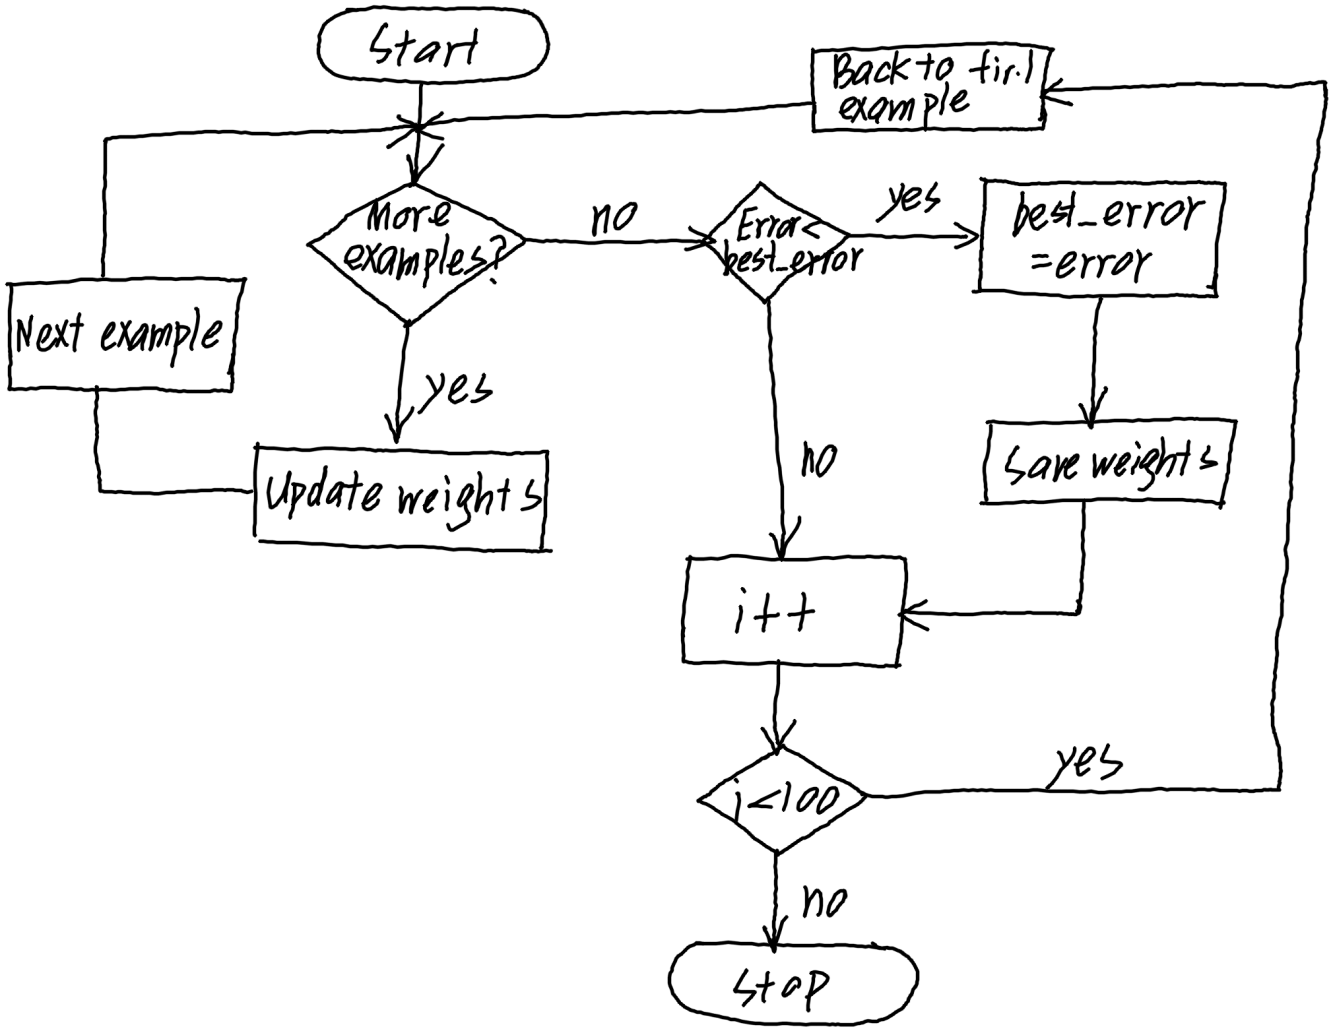 Start
Back to
example
More
examples?
no
Error<
best_error
yes
best_error
=error
Next example
yes
Update weights
no
Save weights
i++
i<100
yes
no
Stop